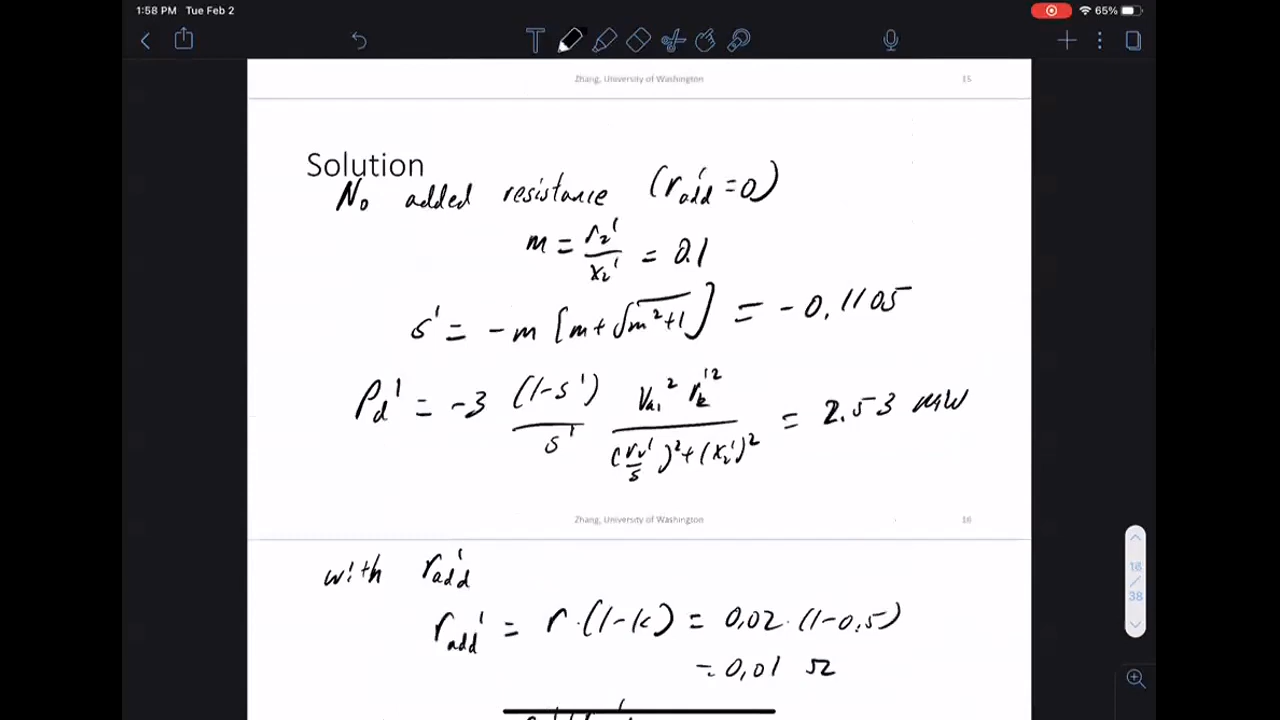 1:58 PM Tue Feb 2
65%
Zhang, University of Washington 15
Solution
No added resistance (r'add = 0)
m = r2' / x2' = 0.1
s' = -m [m + √m²+1] = -0.1105
Pd' = -3 (1-s') / s' Va1² r2'² / (r2'/s)² + (x2')² = 2.53 MW
Zhang, University of Washington 16
with r'add
r'add = r · (1-k) = 0.02 · (1-0.5)
= 0.01 Ω
16
/
38